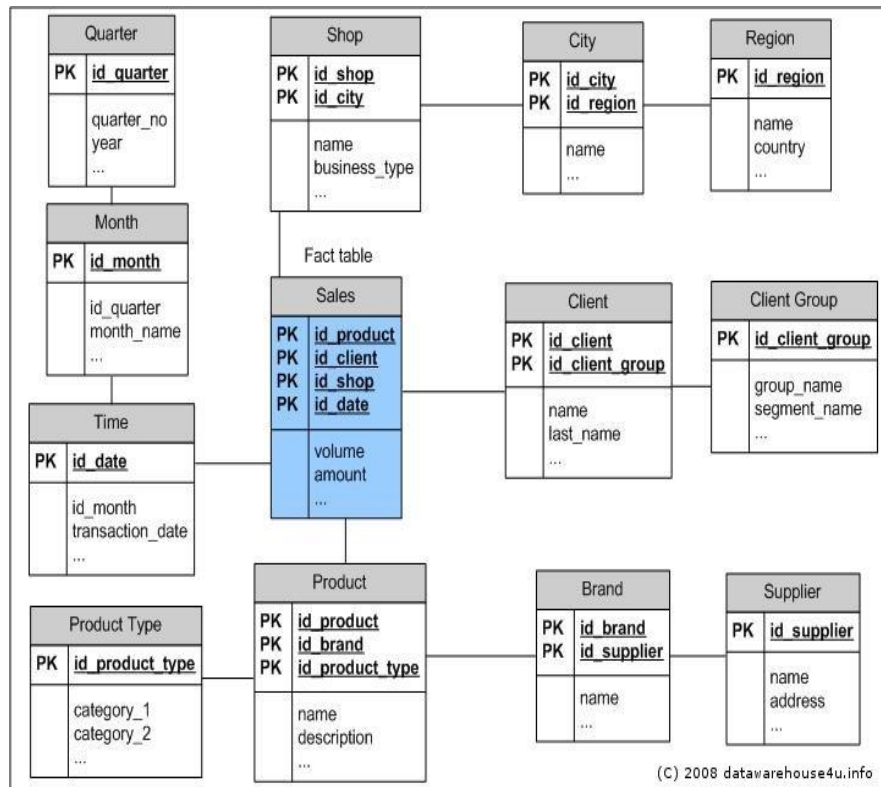 Quarter
PK id_quarter
quarter_no
year
...
Shop
PK id_shop
PK id_city
name
business_type
...
City
PK id_city
PK id_region
name
...
Region
PK id_region
name
country
...
Month
PK id_month
id_quarter
month_name
...
Fact table
Sales
PK id_product
PK id_client
PK id_shop
PK id_date
volume
amount
...
Client
PK id_client
PK id_client_group
name
last_name
...
Client Group
PK id_client_group
group_name
segment_name
...
Time
PK id_date
id_month
transaction_date
...
Product Type
PK id_product_type
category_1
category_2
...
Product
PK id_product
PK id_brand
PK id_product_type
name
description
...
Brand
PK id_brand
PK id_supplier
name
...
Supplier
PK id_supplier
name
address
...
(C) 2008 datawarehouse4u.info